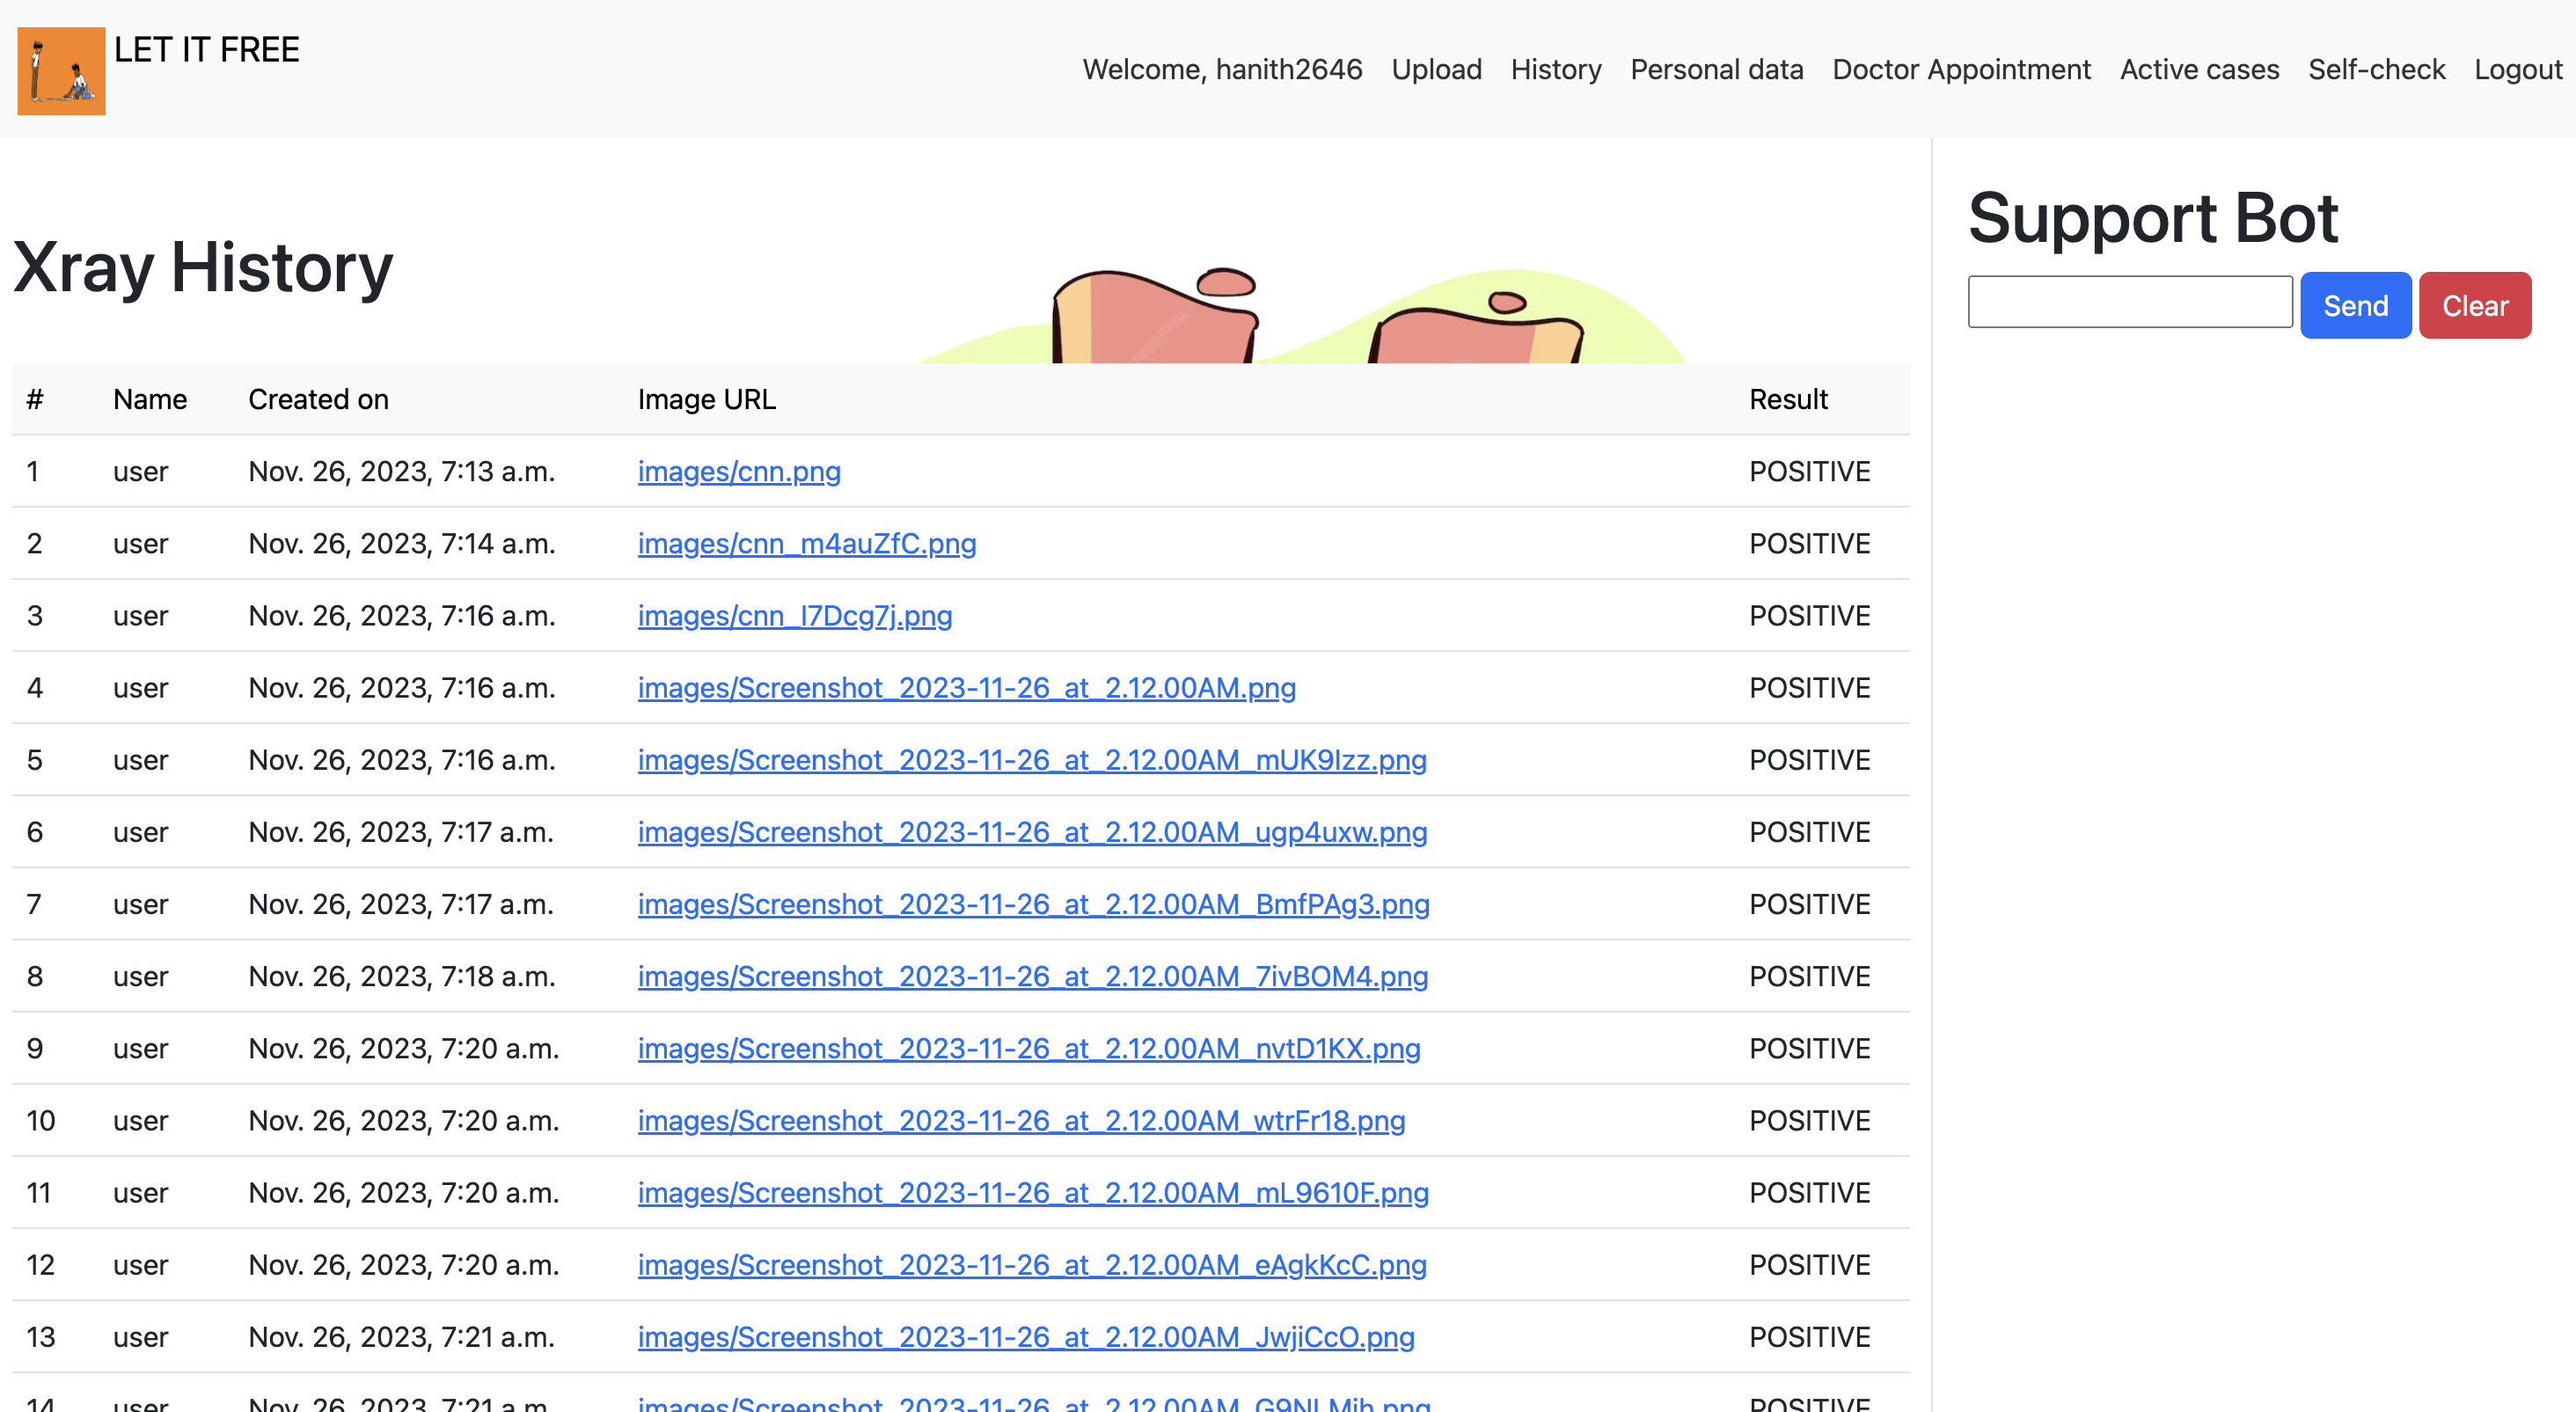 LET IT FREE
Welcome, hanith2646 Upload History Personal data Doctor Appointment Active cases Self-check Logout
Xray History
Support Bot
Send Clear
# Name Created on Image URL Result
1 user Nov. 26, 2023, 7:13 a.m. images/cnn.png POSITIVE
2 user Nov. 26, 2023, 7:14 a.m. images/cnn_m4auZfC.png POSITIVE
3 user Nov. 26, 2023, 7:16 a.m. images/cnn_l7Dcg7j.png POSITIVE
4 user Nov. 26, 2023, 7:16 a.m. images/Screenshot_2023-11-26_at_2.12.00AM.png POSITIVE
5 user Nov. 26, 2023, 7:16 a.m. images/Screenshot_2023-11-26_at_2.12.00AM_mUK9Izz.png POSITIVE
6 user Nov. 26, 2023, 7:17 a.m. images/Screenshot_2023-11-26_at_2.12.00AM_ugp4uxw.png POSITIVE
7 user Nov. 26, 2023, 7:17 a.m. images/Screenshot_2023-11-26_at_2.12.00AM_BmfPAg3.png POSITIVE
8 user Nov. 26, 2023, 7:18 a.m. images/Screenshot_2023-11-26_at_2.12.00AM_7ivBOM4.png POSITIVE
9 user Nov. 26, 2023, 7:20 a.m. images/Screenshot_2023-11-26_at_2.12.00AM_nvtD1KX.png POSITIVE
10 user Nov. 26, 2023, 7:20 a.m. images/Screenshot_2023-11-26_at_2.12.00AM_wtrFr18.png POSITIVE
11 user Nov. 26, 2023, 7:20 a.m. images/Screenshot_2023-11-26_at_2.12.00AM_mL9610F.png POSITIVE
12 user Nov. 26, 2023, 7:20 a.m. images/Screenshot_2023-11-26_at_2.12.00AM_eAgkKcC.png POSITIVE
13 user Nov. 26, 2023, 7:21 a.m. images/Screenshot_2023-11-26_at_2.12.00AM_JwjiCcO.png POSITIVE
14 user Nov. 26, 2023, 7:21 a.m. POSITIVE